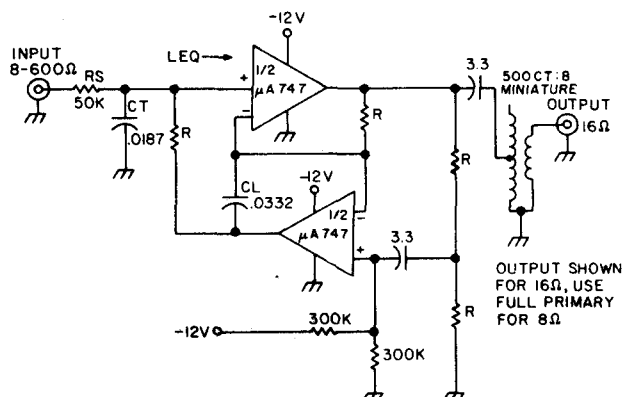 -12V
INPUT
8-600Ω
LEQ
RS
50K
CT
.0187
R
+
1/2
μA 747
-
R
3.3
500CT:8
MINIATURE
OUTPUT
16Ω
R
CL
.0332
-12V
1/2
-
μA 747
+
3.3
OUTPUT SHOWN
FOR 16Ω, USE
FULL PRIMARY
FOR 8Ω
R
-12V
300K
300K